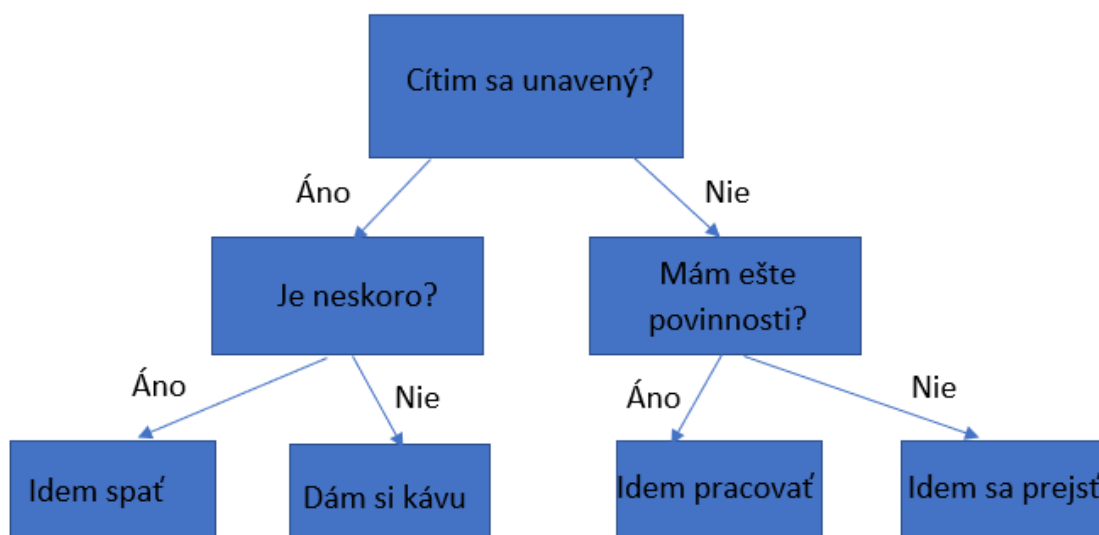 Cítim sa unavený?
Áno
Nie
Je neskoro?
Mám ešte
povinnosti?
Áno
Nie
Áno
Nie
Idem spať
Dám si kávu
Idem pracovať
Idem sa prejsť